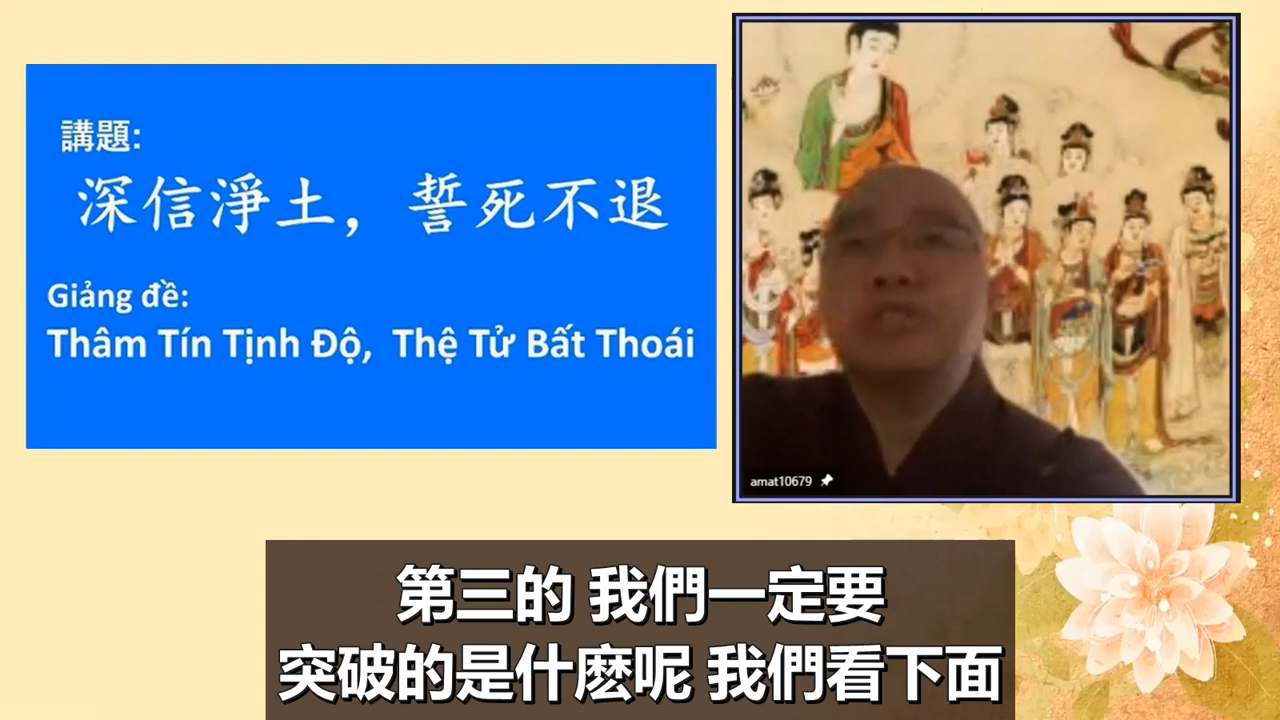 講題:
深信淨土，誓死不退
Giảng đề:
Thâm Tín Tịnh Độ, Thệ Tử Bất Thoái
amat10679
第三的 我們一定要
突破的是什麽呢 我們看下面